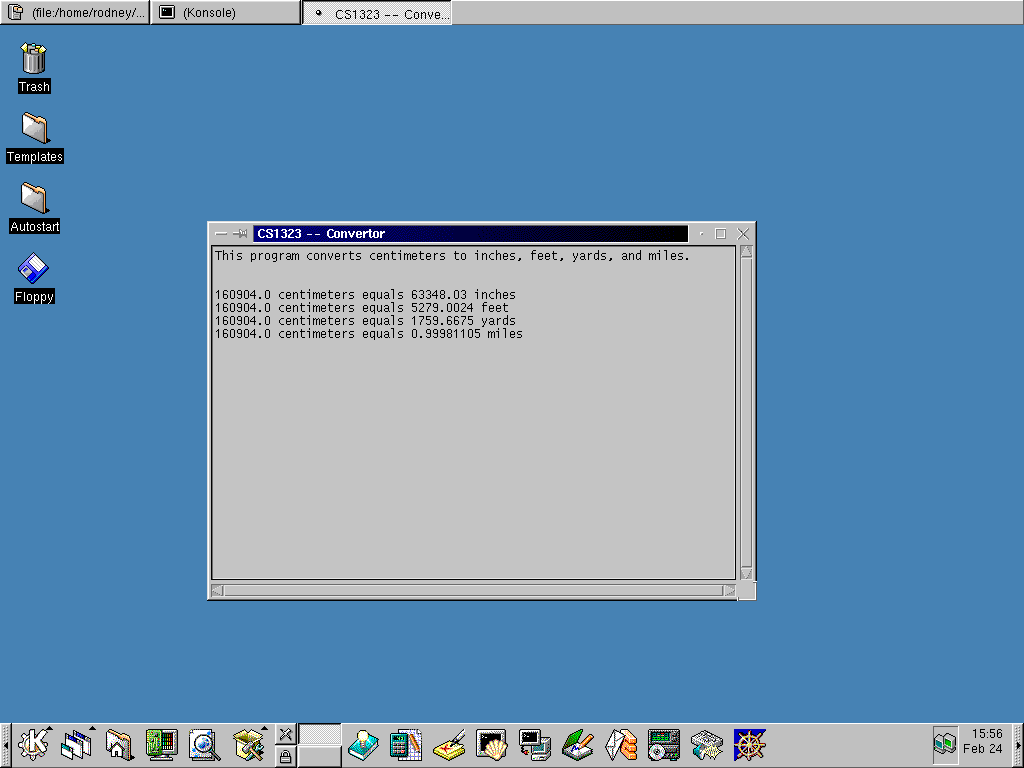 (file:/home/rodney/...
(Konsole)
CS1323 -- Conve...
Trash
Templates
Autostart
Floppy
CS1323 -- Convertor
This program converts centimeters to inches, feet, yards, and miles.
160904.0 centimeters equals 63348.03 inches
160904.0 centimeters equals 5279.0024 feet
160904.0 centimeters equals 1759.6675 yards
160904.0 centimeters equals 0.99981105 miles
15:56
Feb 24